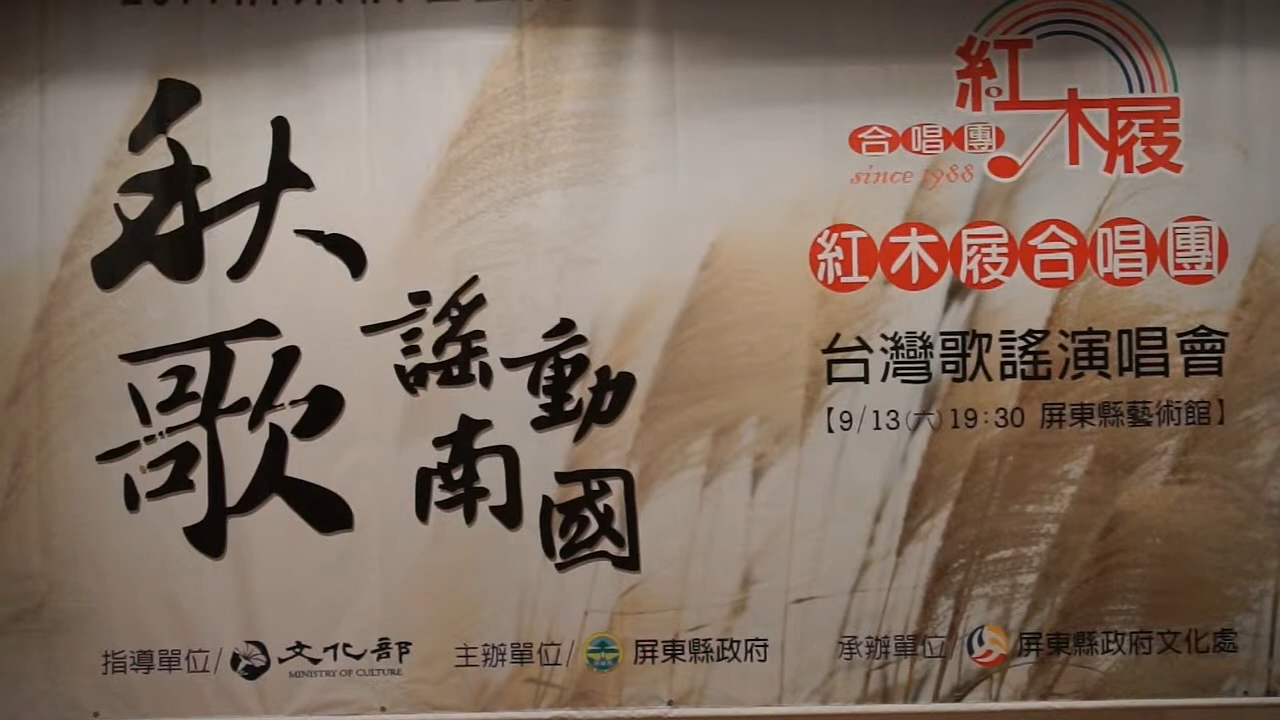 秋
歌
謠動
南國
紅木屐
合唱團
since 1988
紅木屐合唱團
台灣歌謠演唱會
【9/13(六)19:30 屏東縣藝術館】
指導單位/文化部
MINISTRY OF CULTURE
主辦單位/屏東縣政府
承辦單位/屏東縣政府文化處